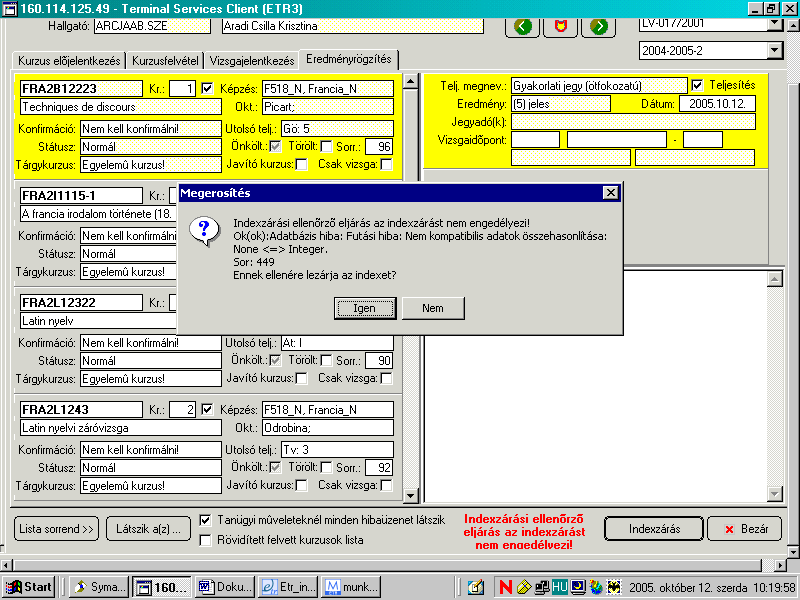 160.114.125.49 - Terminal Services Client (ETR3)
Hallgató: ARCJAAB.SZE Aradi Csilla Krisztina
LV-017/2001
2004-2005-2
Kurzus előjelentkezés Kurzusfelvétel Vizsgajelentkezés Eredményrögzítés
FRA2B12223 Kr.: 1 Képzés: F518_N, Francia_N
Techniques de discours Okt.: Picart;
Konfirmáció: Nem kell konfirmálni! Utolsó telj.: Gö: 5
Státusz: Normál Önkölt.: Törölt: Sorr.: 96
Tárgykurzus: Egyelemű kurzus! Javító kurzus: Csak vizsga:
Telj. megnev.: Gyakorlati jegy (ötfokozatú) Teljesítés
Eredmény: (5) jeles Dátum: 2005.10.12.
Jegyadó(k):
Vizsgaidőpont: -
FRA2I1115-1 Kr.:
A francia irodalom története (18.
Konfirmáció: Nem kell konfirmálni
Státusz: Normál
Tárgykurzus: Egyelemű kurzus!
Megerosítés
Indexzárási ellenőrző eljárás az indexzárást nem engedélyezi!
Ok(ok):Adatbázis hiba: Futási hiba: Nem kompatibilis adatok összehasonlítása:
None <=> Integer.
Sor: 449
Ennek ellenére lezárja az indexet?
Igen Nem
FRA2L12322 Kr.:
Latin nyelv
Konfirmáció: Nem kell konfirmálni! Utolsó telj.: At: I
Státusz: Normál Önkölt.: Törölt: Sorr.: 90
Tárgykurzus: Egyelemű kurzus! Javító kurzus: Csak vizsga:
FRA2L1243 Kr.: 2 Képzés: F518_N, Francia_N
Latin nyelvi záróvizsga Okt.: Odrobina;
Konfirmáció: Nem kell konfirmálni! Utolsó telj.: Tv: 3
Státusz: Normál Önkölt.: Törölt: Sorr.: 92
Tárgykurzus: Egyelemű kurzus! Javító kurzus: Csak vizsga:
Lista sorrend >> Látszik a(z) ...
Tanügyi műveleteknél minden hibaüzenet látszik
Rövidített felvett kurzusok lista
Indexzárási ellenőrző
eljárás az indexzárást
nem engedélyezi!
Indexzárás Bezár
Start Syma... 160.... Doku... Etr_in... munk... HU 2005. október 12. szerda 10:19:58